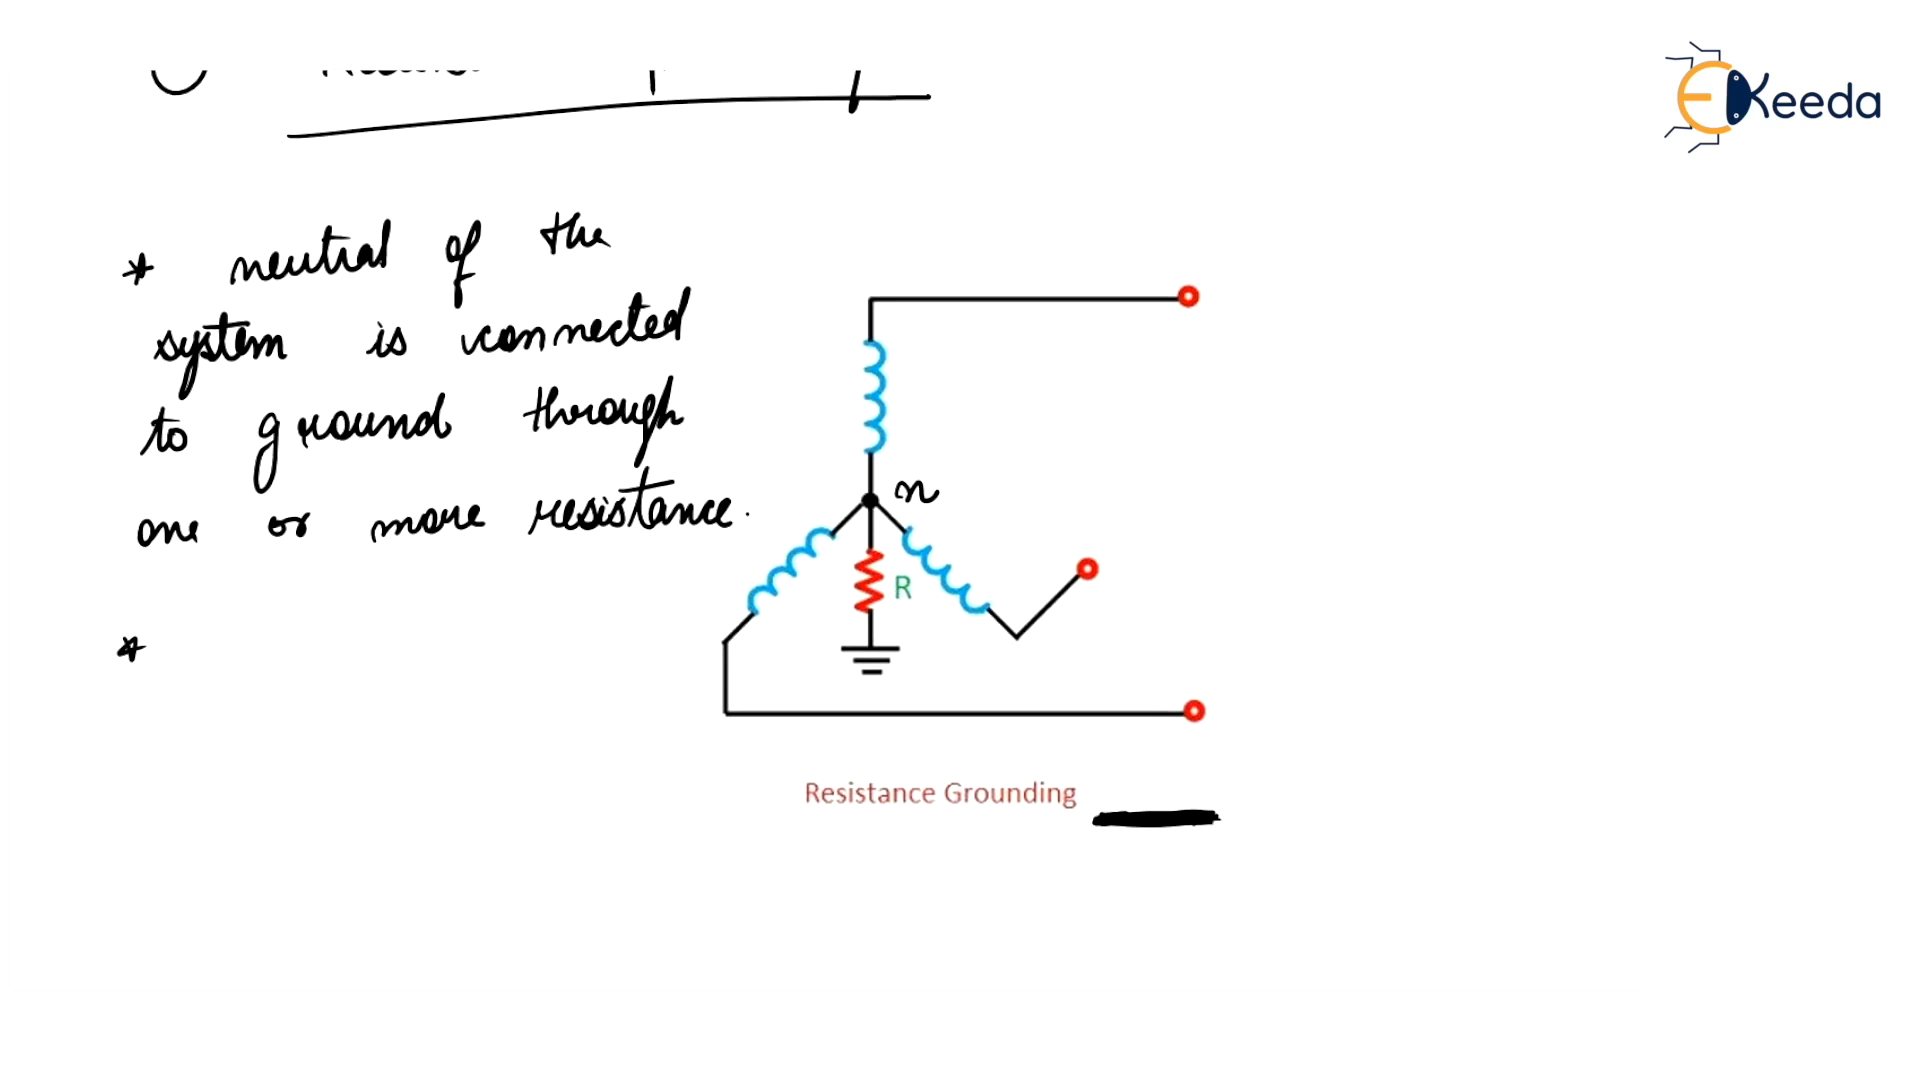 EKeeda
* neutral of the
system is connected
to ground through
one or more resistance.
*
n
R
Resistance Grounding